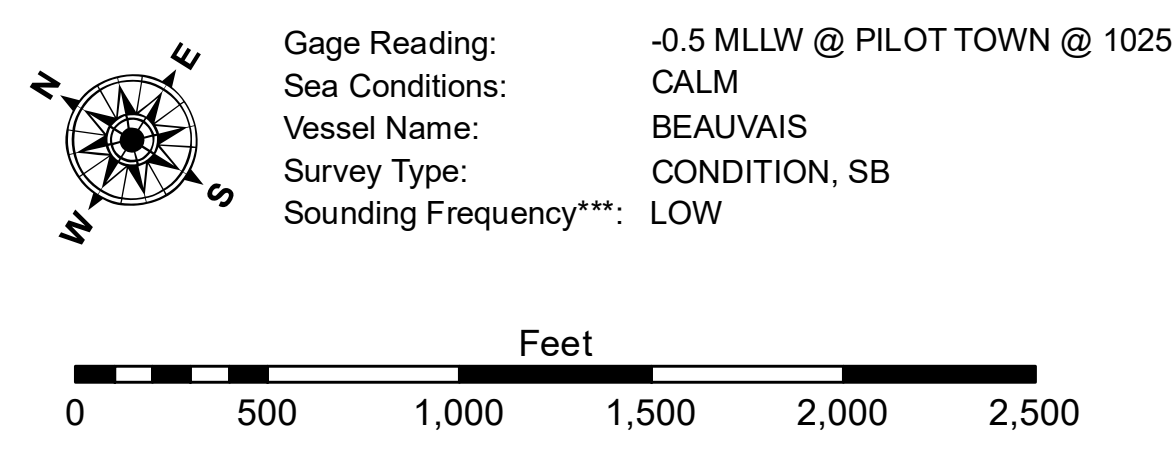 N
E
S
W
Gage Reading: -0.5 MLLW @ PILOT TOWN @ 1025
Sea Conditions: CALM
Vessel Name: BEAUVAIS
Survey Type: CONDITION, SB
Sounding Frequency***: LOW
Feet
0 500 1,000 1,500 2,000 2,500